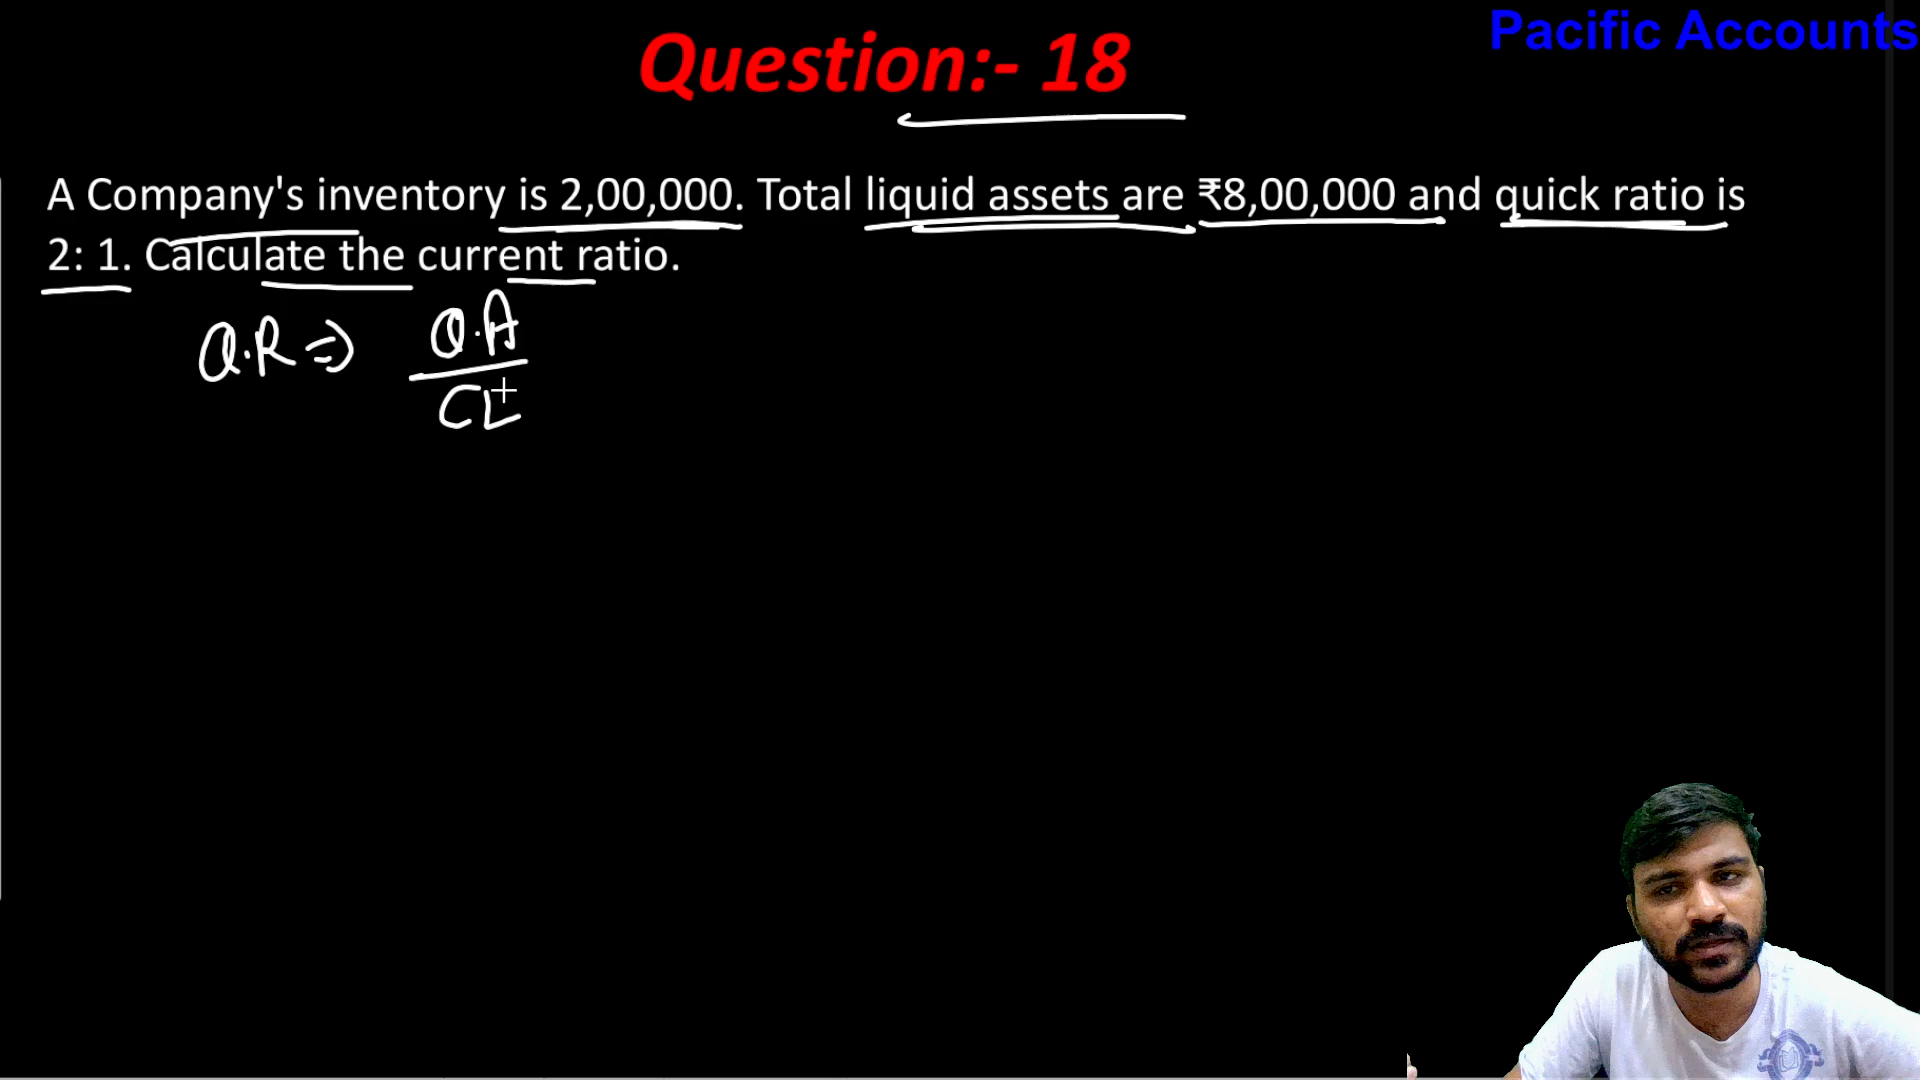 Pacific Accounts
Question:- 18
A Company's inventory is 2,00,000. Total liquid assets are ₹8,00,000 and quick ratio is
2: 1. Calculate the current ratio.
Q.R ⇒ Q.A
CL